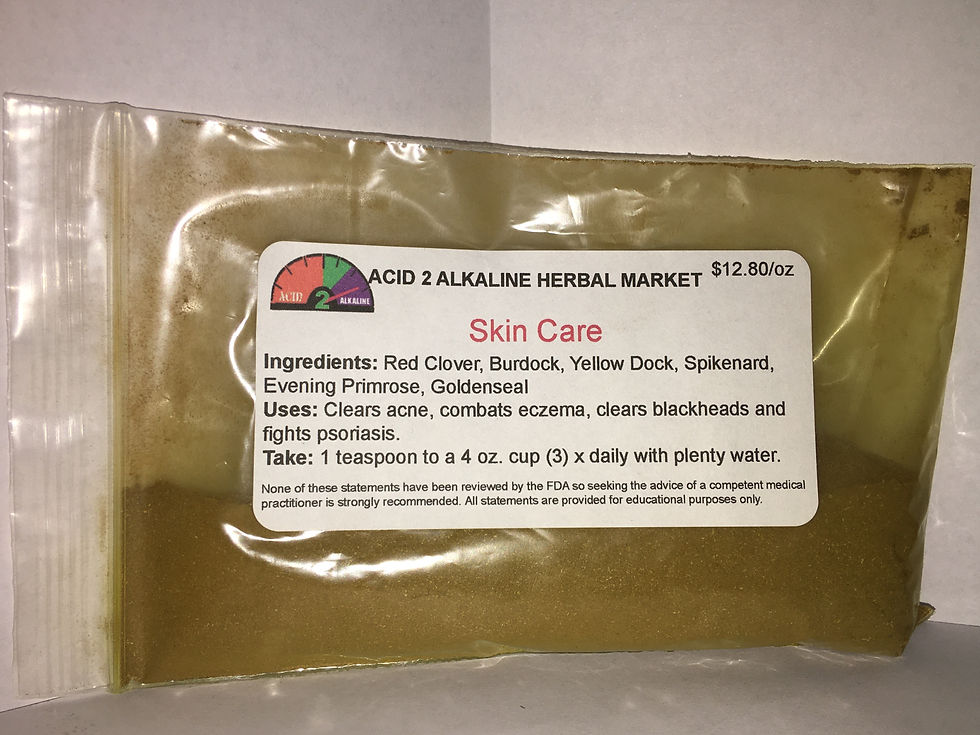 ACID 2 ALKALINE
ACID 2 ALKALINE HERBAL MARKET $12.80/oz
Skin Care
Ingredients: Red Clover, Burdock, Yellow Dock, Spikenard,
Evening Primrose, Goldenseal
Uses: Clears acne, combats eczema, clears blackheads and
fights psoriasis.
Take: 1 teaspoon to a 4 oz. cup (3) x daily with plenty water.
None of these statements have been reviewed by the FDA so seeking the advice of a competent medical
practitioner is strongly recommended. All statements are provided for educational purposes only.